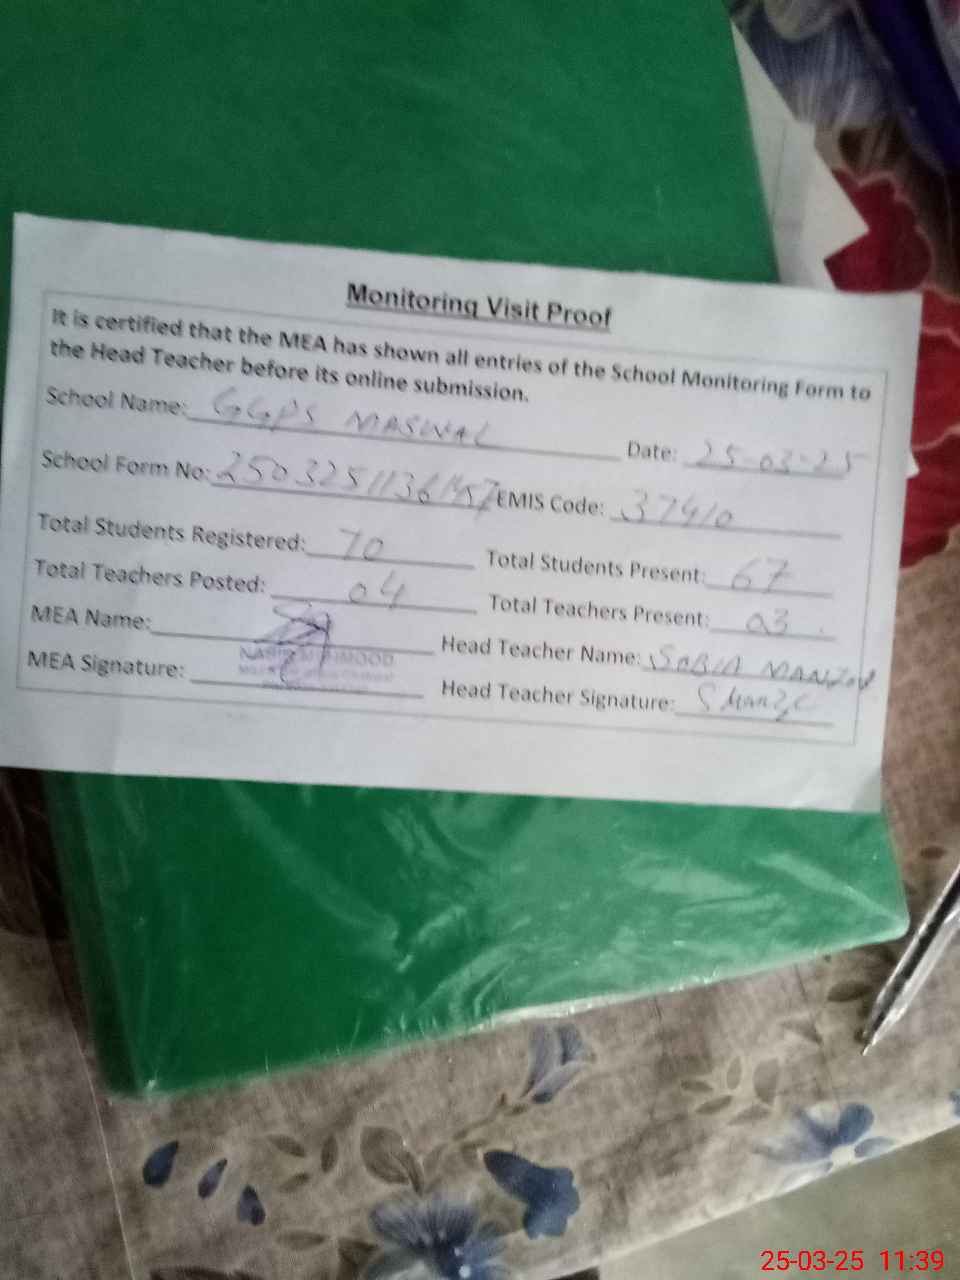 Monitoring Visit Proof
It is certified that the MEA has shown all entries of the School Monitoring Form to
the Head Teacher before its online submission.
School Name: GGPS MASWAL Date: 25-03-25
School Form No: EMIS Code: 37410
Total Students Registered: 70 Total Students Present: 67
Total Teachers Posted: 04 Total Teachers Present: 03
MEA Name: Head Teacher Name: SOBIA MANZOOR
MEA Signature: Head Teacher Signature:
25-03-25 11:39